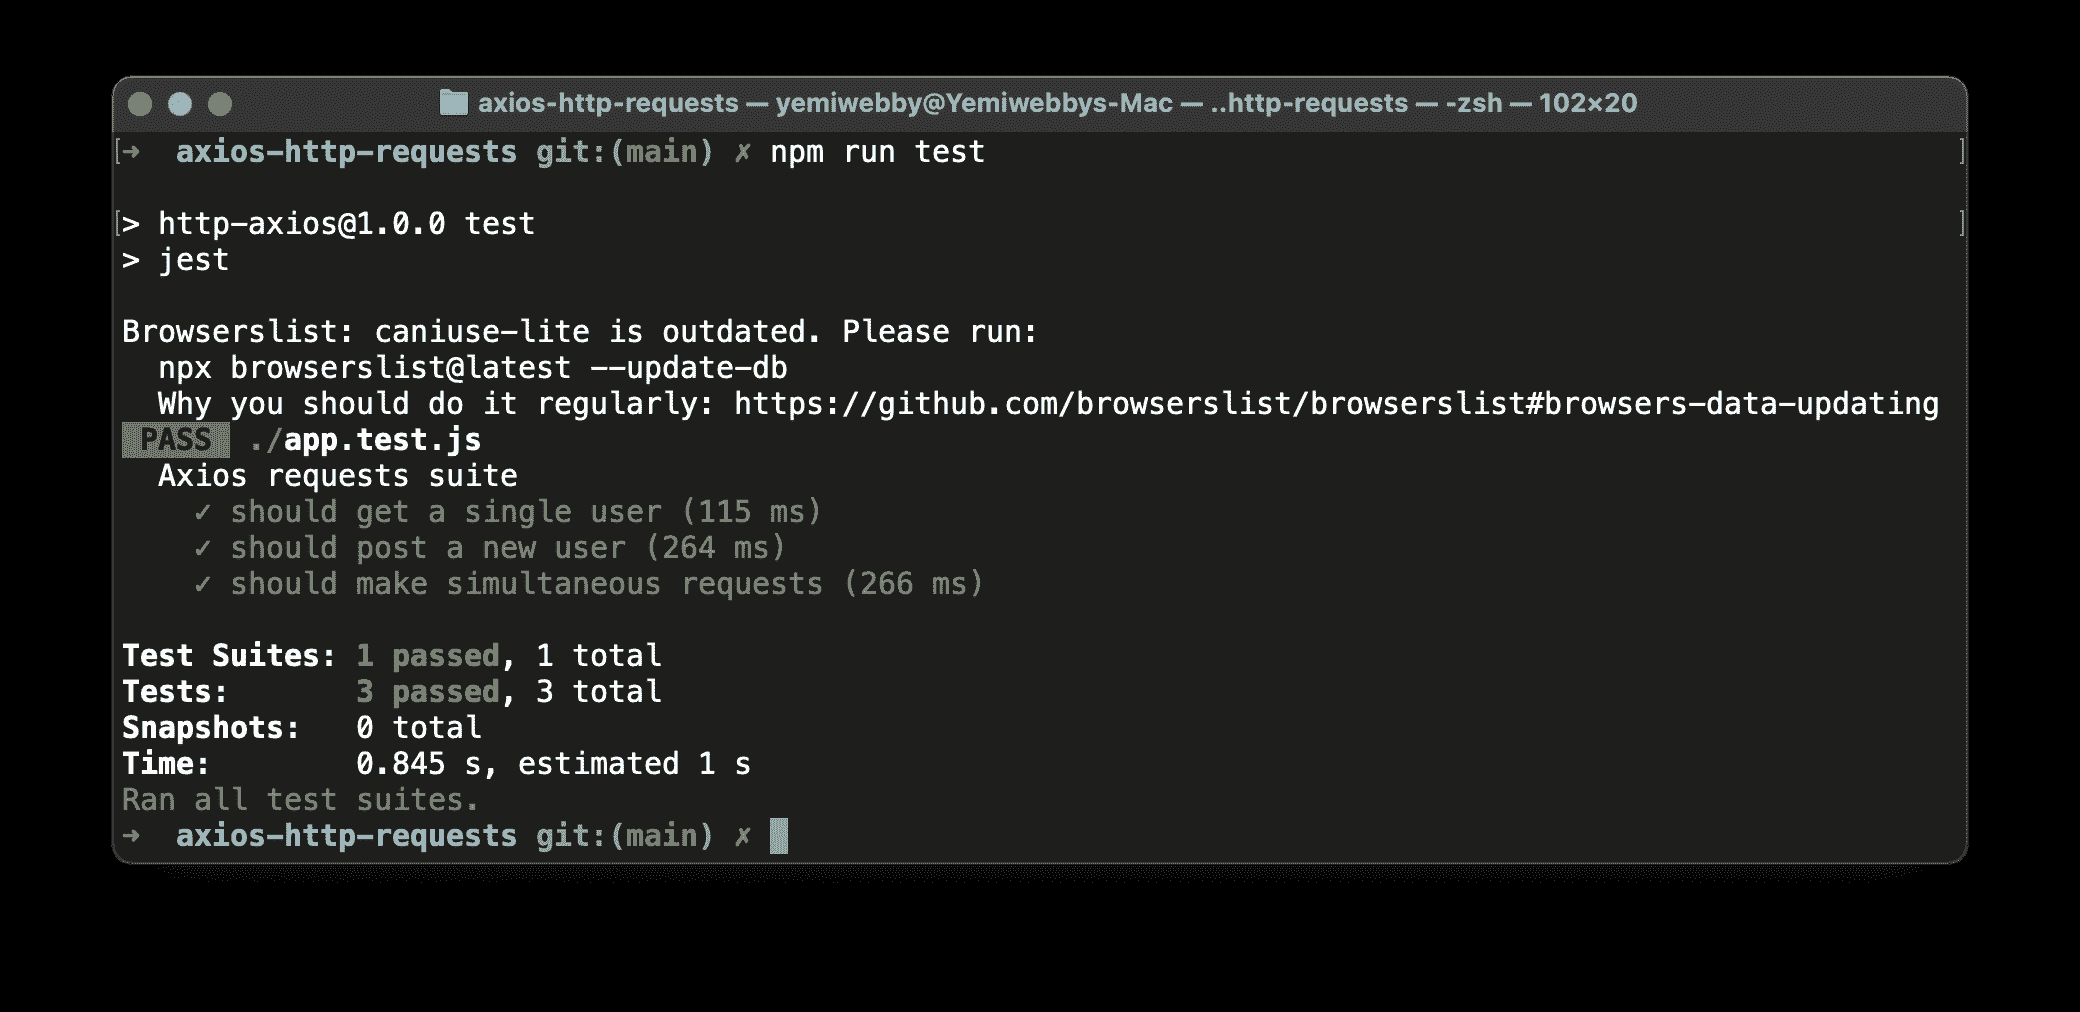 axios-http-requests — yemiwebby@Yemiwebbys-Mac — ..http-requests — -zsh — 102×20
[➜  axios-http-requests git:(main) ✗ npm run test ]
[> http-axios@1.0.0 test ]
> jest
Browserslist: caniuse-lite is outdated. Please run:
  npx browserslist@latest --update-db
  Why you should do it regularly: https://github.com/browserslist/browserslist#browsers-data-updating
PASS ./app.test.js
  Axios requests suite
    ✓ should get a single user (115 ms)
    ✓ should post a new user (264 ms)
    ✓ should make simultaneous requests (266 ms)
Test Suites: 1 passed, 1 total
Tests:       3 passed, 3 total
Snapshots:   0 total
Time:        0.845 s, estimated 1 s
Ran all test suites.
➜  axios-http-requests git:(main) ✗